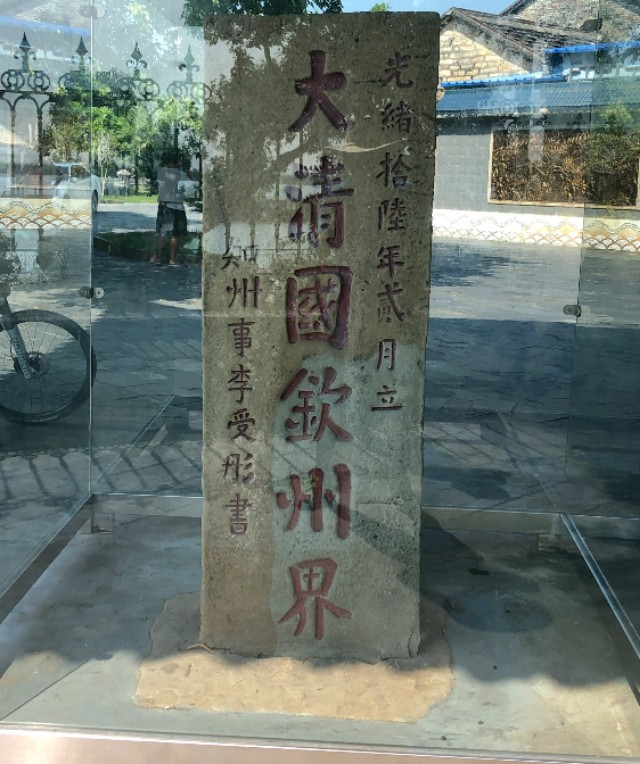 光緒拾陸年貳月立
大清國欽州界
知州事李受彤書